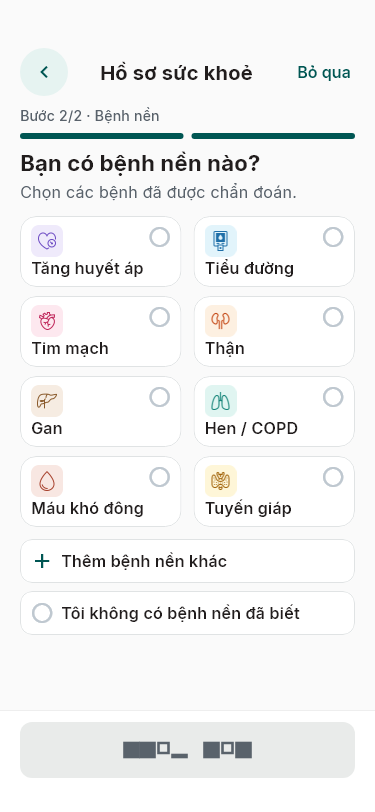 Hồ sơ sức khoẻ
Bỏ qua
Bước 2/2 · Bệnh nền
Bạn có bệnh nền nào?
Chọn các bệnh đã được chẩn đoán.
Tăng huyết áp
Tiểu đường
Tim mạch
Thận
Gan
Hen / COPD
Máu khó đông
Tuyến giáp
Thêm bệnh nền khác
Tôi không có bệnh nền đã biết